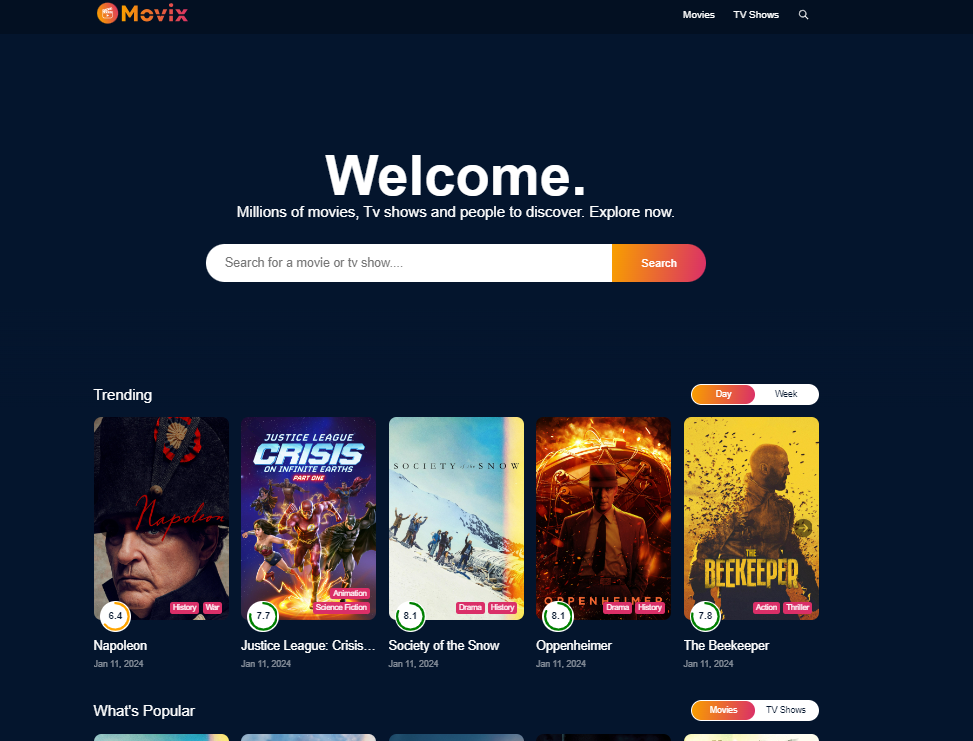 Movix
Movies TV Shows
Welcome.
Millions of movies, Tv shows and people to discover. Explore now.
Search for a movie or tv show....
Search
Trending
Day Week
Napoleon
History War
6.4
Napoleon
Jan 11, 2024
JUSTICE LEAGUE
CRISIS
ON INFINITE EARTHS
PART ONE
Animation
Science Fiction
7.7
Justice League: Crisis...
Jan 11, 2024
SOCIETY of the SNOW
Drama History
8.1
Society of the Snow
Jan 11, 2024
OPPENHEIMER
Drama History
8.1
Oppenheimer
Jan 11, 2024
THE
BEEKEEPER
Action Thriller
7.8
The Beekeeper
Jan 11, 2024
What's Popular
Movies TV Shows